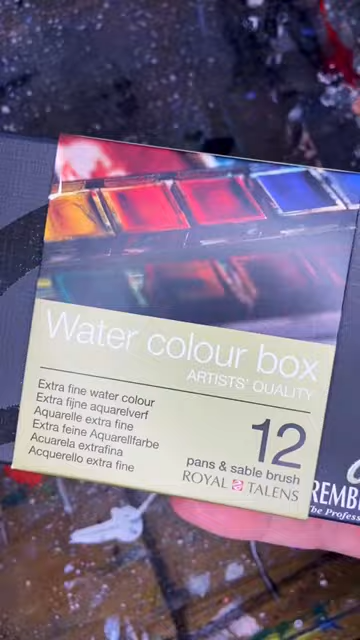 Water colour box
ARTISTS' QUALITY
Extra fine water colour
Extra fijne aquarelverf
Aquarelle extra fine
Extra feine Aquarellfarbe
Acuarela extrafina
Acquerello extra fine
12
pans & sable brush
ROYAL TALENS
REMB
The Profess